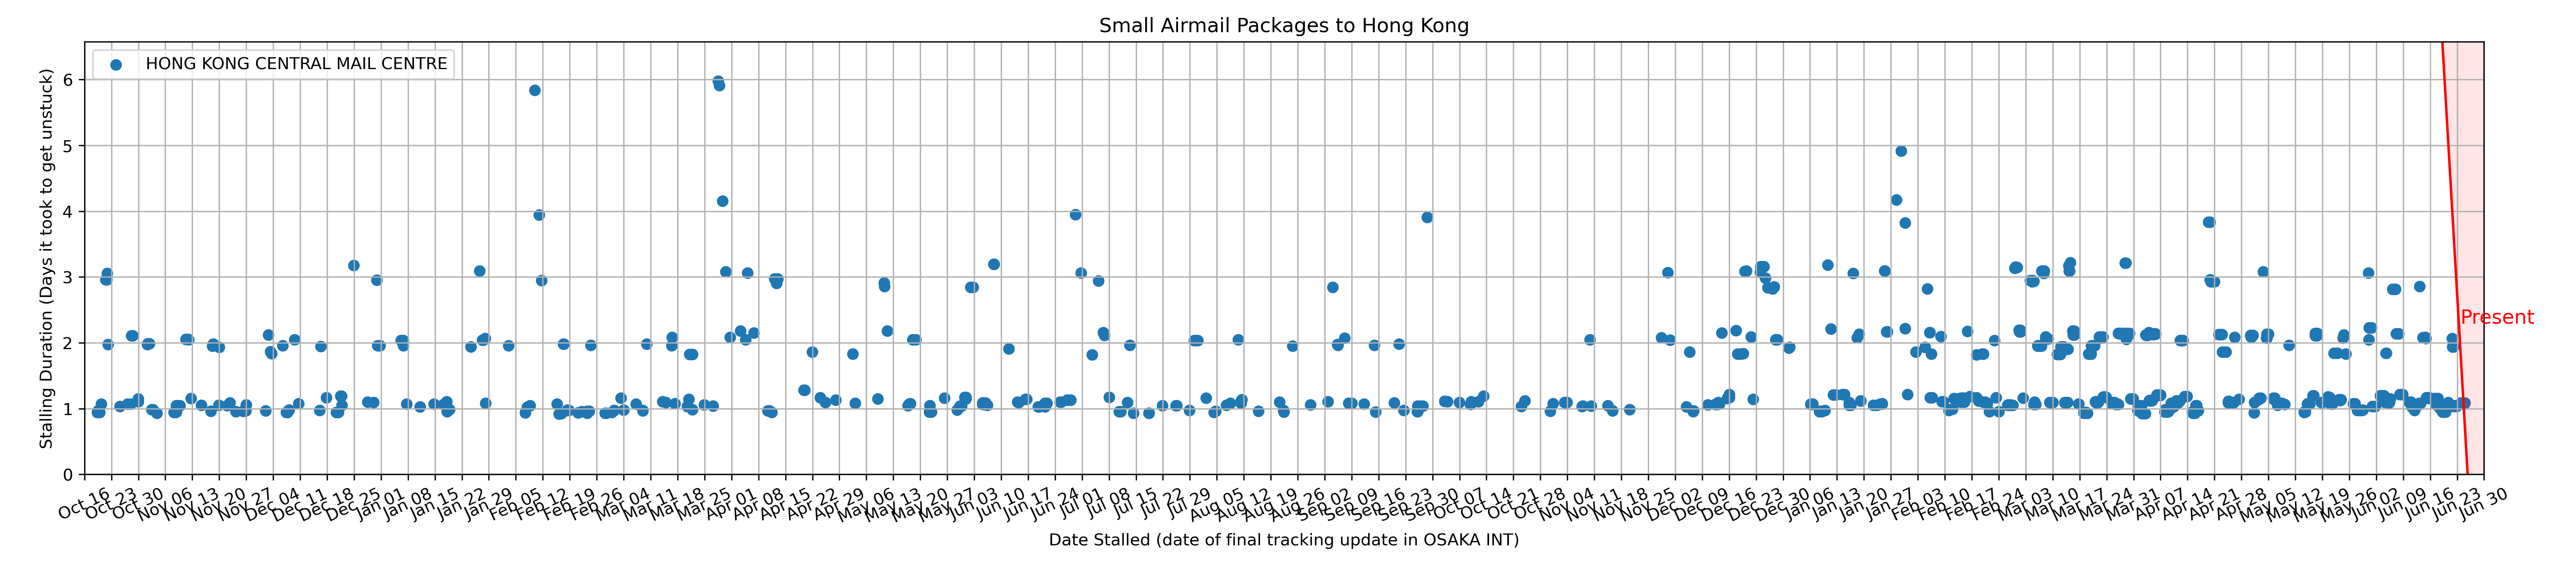 Small Airmail Packages to Hong Kong
HONG KONG CENTRAL MAIL CENTRE
Stalling Duration (Days it took to get unstuck)
6
5
4
3
2
1
0
Present
Oct 16
Oct 23
Oct 30
Nov 06
Nov 13
Nov 20
Nov 27
Dec 04
Dec 11
Dec 18
Dec 25
Jan 01
Jan 08
Jan 15
Jan 22
Jan 29
Feb 05
Feb 12
Feb 19
Feb 26
Mar 04
Mar 11
Mar 18
Mar 25
Apr 01
Apr 08
Apr 15
Apr 22
Apr 29
May 06
May 13
May 20
May 27
Jun 03
Jun 10
Jun 17
Jun 24
Jul 01
Jul 08
Jul 15
Jul 22
Jul 29
Aug 05
Aug 12
Aug 19
Aug 26
Sep 02
Sep 09
Sep 16
Sep 23
Sep 30
Oct 07
Oct 14
Oct 21
Oct 28
Nov 04
Nov 11
Nov 18
Nov 25
Dec 02
Dec 09
Dec 16
Dec 23
Dec 30
Jan 06
Jan 13
Jan 20
Jan 27
Feb 03
Feb 10
Feb 17
Feb 24
Mar 03
Mar 10
Mar 17
Mar 24
Mar 31
Apr 07
Apr 14
Apr 21
Apr 28
May 05
May 12
May 19
May 26
Jun 02
Jun 09
Jun 16
Jun 23
Jun 30
Date Stalled (date of final tracking update in OSAKA INT)